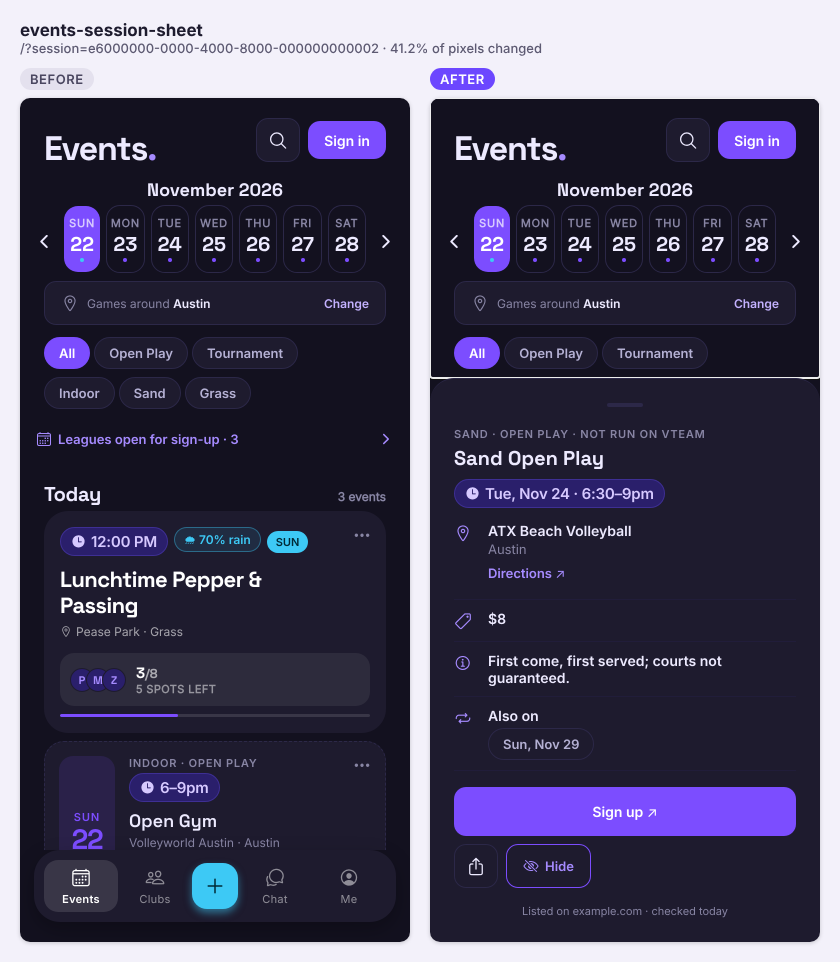 events-session-sheet
/?session=e6000000-0000-4000-8000-000000000002 · 41.2% of pixels changed
BEFORE
Events.
Sign in
November 2026
SUN MON TUE WED THU FRI SAT
22 23 24 25 26 27 28
Games around Austin
Change
All Open Play Tournament
Indoor Sand Grass
Leagues open for sign-up · 3
Today
3 events
12:00 PM 70% rain SUN
Lunchtime Pepper &
Passing
Pease Park · Grass
P M Z
3/8
5 SPOTS LEFT
INDOOR · OPEN PLAY
6–9pm
SUN
22
Open Gym
Volleyworld Austin · Austin
Events Clubs Chat Me
AFTER
Events.
Sign in
November 2026
SUN MON TUE WED THU FRI SAT
22 23 24 25 26 27 28
Games around Austin
Change
All Open Play Tournament
SAND · OPEN PLAY · NOT RUN ON VTEAM
Sand Open Play
Tue, Nov 24 · 6:30–9pm
ATX Beach Volleyball
Austin
Directions ↗
$8
First come, first served; courts not
guaranteed.
Also on
Sun, Nov 29
Sign up ↗
Hide
Listed on example.com · checked today